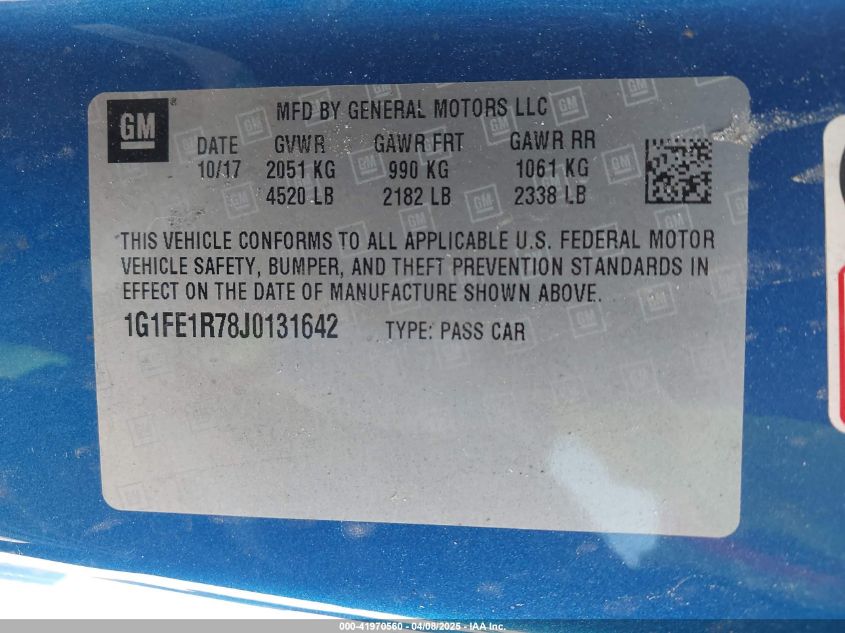 GM ®
MFD BY GENERAL MOTORS LLC
DATE GVWR GAWR FRT GAWR RR
10/17 2051 KG 990 KG 1061 KG
4520 LB 2182 LB 2338 LB
THIS VEHICLE CONFORMS TO ALL APPLICABLE U.S. FEDERAL MOTOR
VEHICLE SAFETY, BUMPER, AND THEFT PREVENTION STANDARDS IN
EFFECT ON THE DATE OF MANUFACTURE SHOWN ABOVE.
1G1FE1R78J0131642 TYPE: PASS CAR
000-41970560 - 04/08/2025 - IAA Inc.